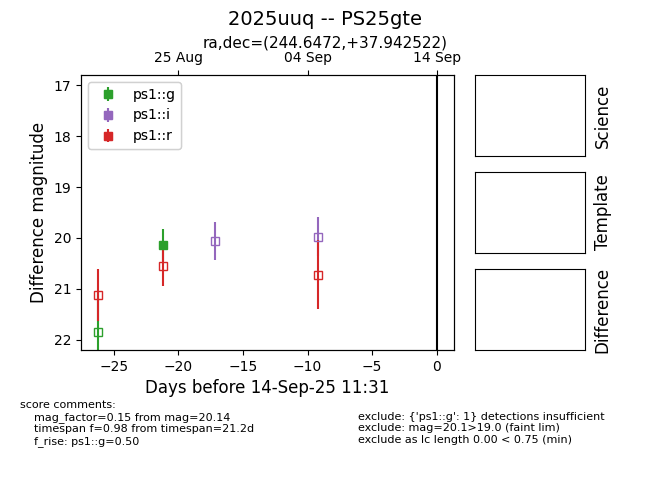 2025uuq -- PS25gte
ra,dec=(244.6472,+37.942522)
25 Aug 04 Sep 14 Sep
17
18
19
20
21
22
Difference magnitude
ps1::g
ps1::i
ps1::r
−25 −20 −15 −10 −5 0
Days before 14-Sep-25 11:31
Science
Template
Difference
score comments:
mag_factor=0.15 from mag=20.14
timespan f=0.98 from timespan=21.2d
f_rise: ps1::g=0.50
exclude: {'ps1::g': 1} detections insufficient
exclude: mag=20.1>19.0 (faint lim)
exclude as lc length 0.00 < 0.75 (min)